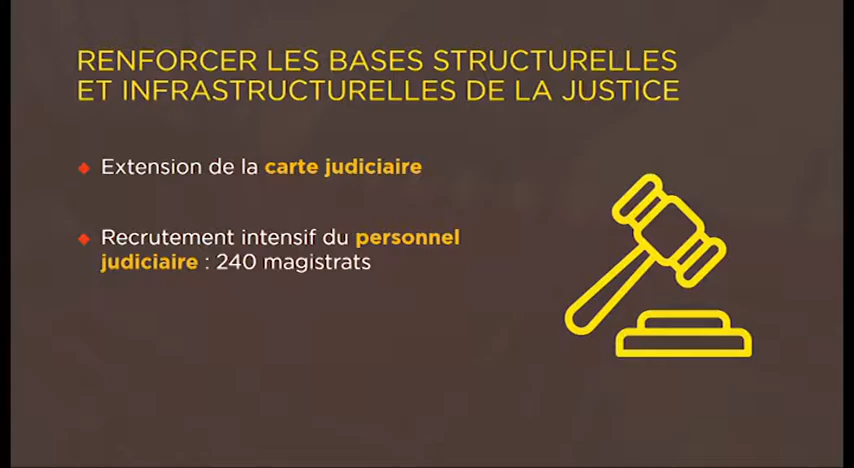 RENFORCER LES BASES STRUCTURELLES
ET INFRASTRUCTURELLES DE LA JUSTICE
Extension de la carte judiciaire
Recrutement intensif du personnel
judiciaire : 240 magistrats